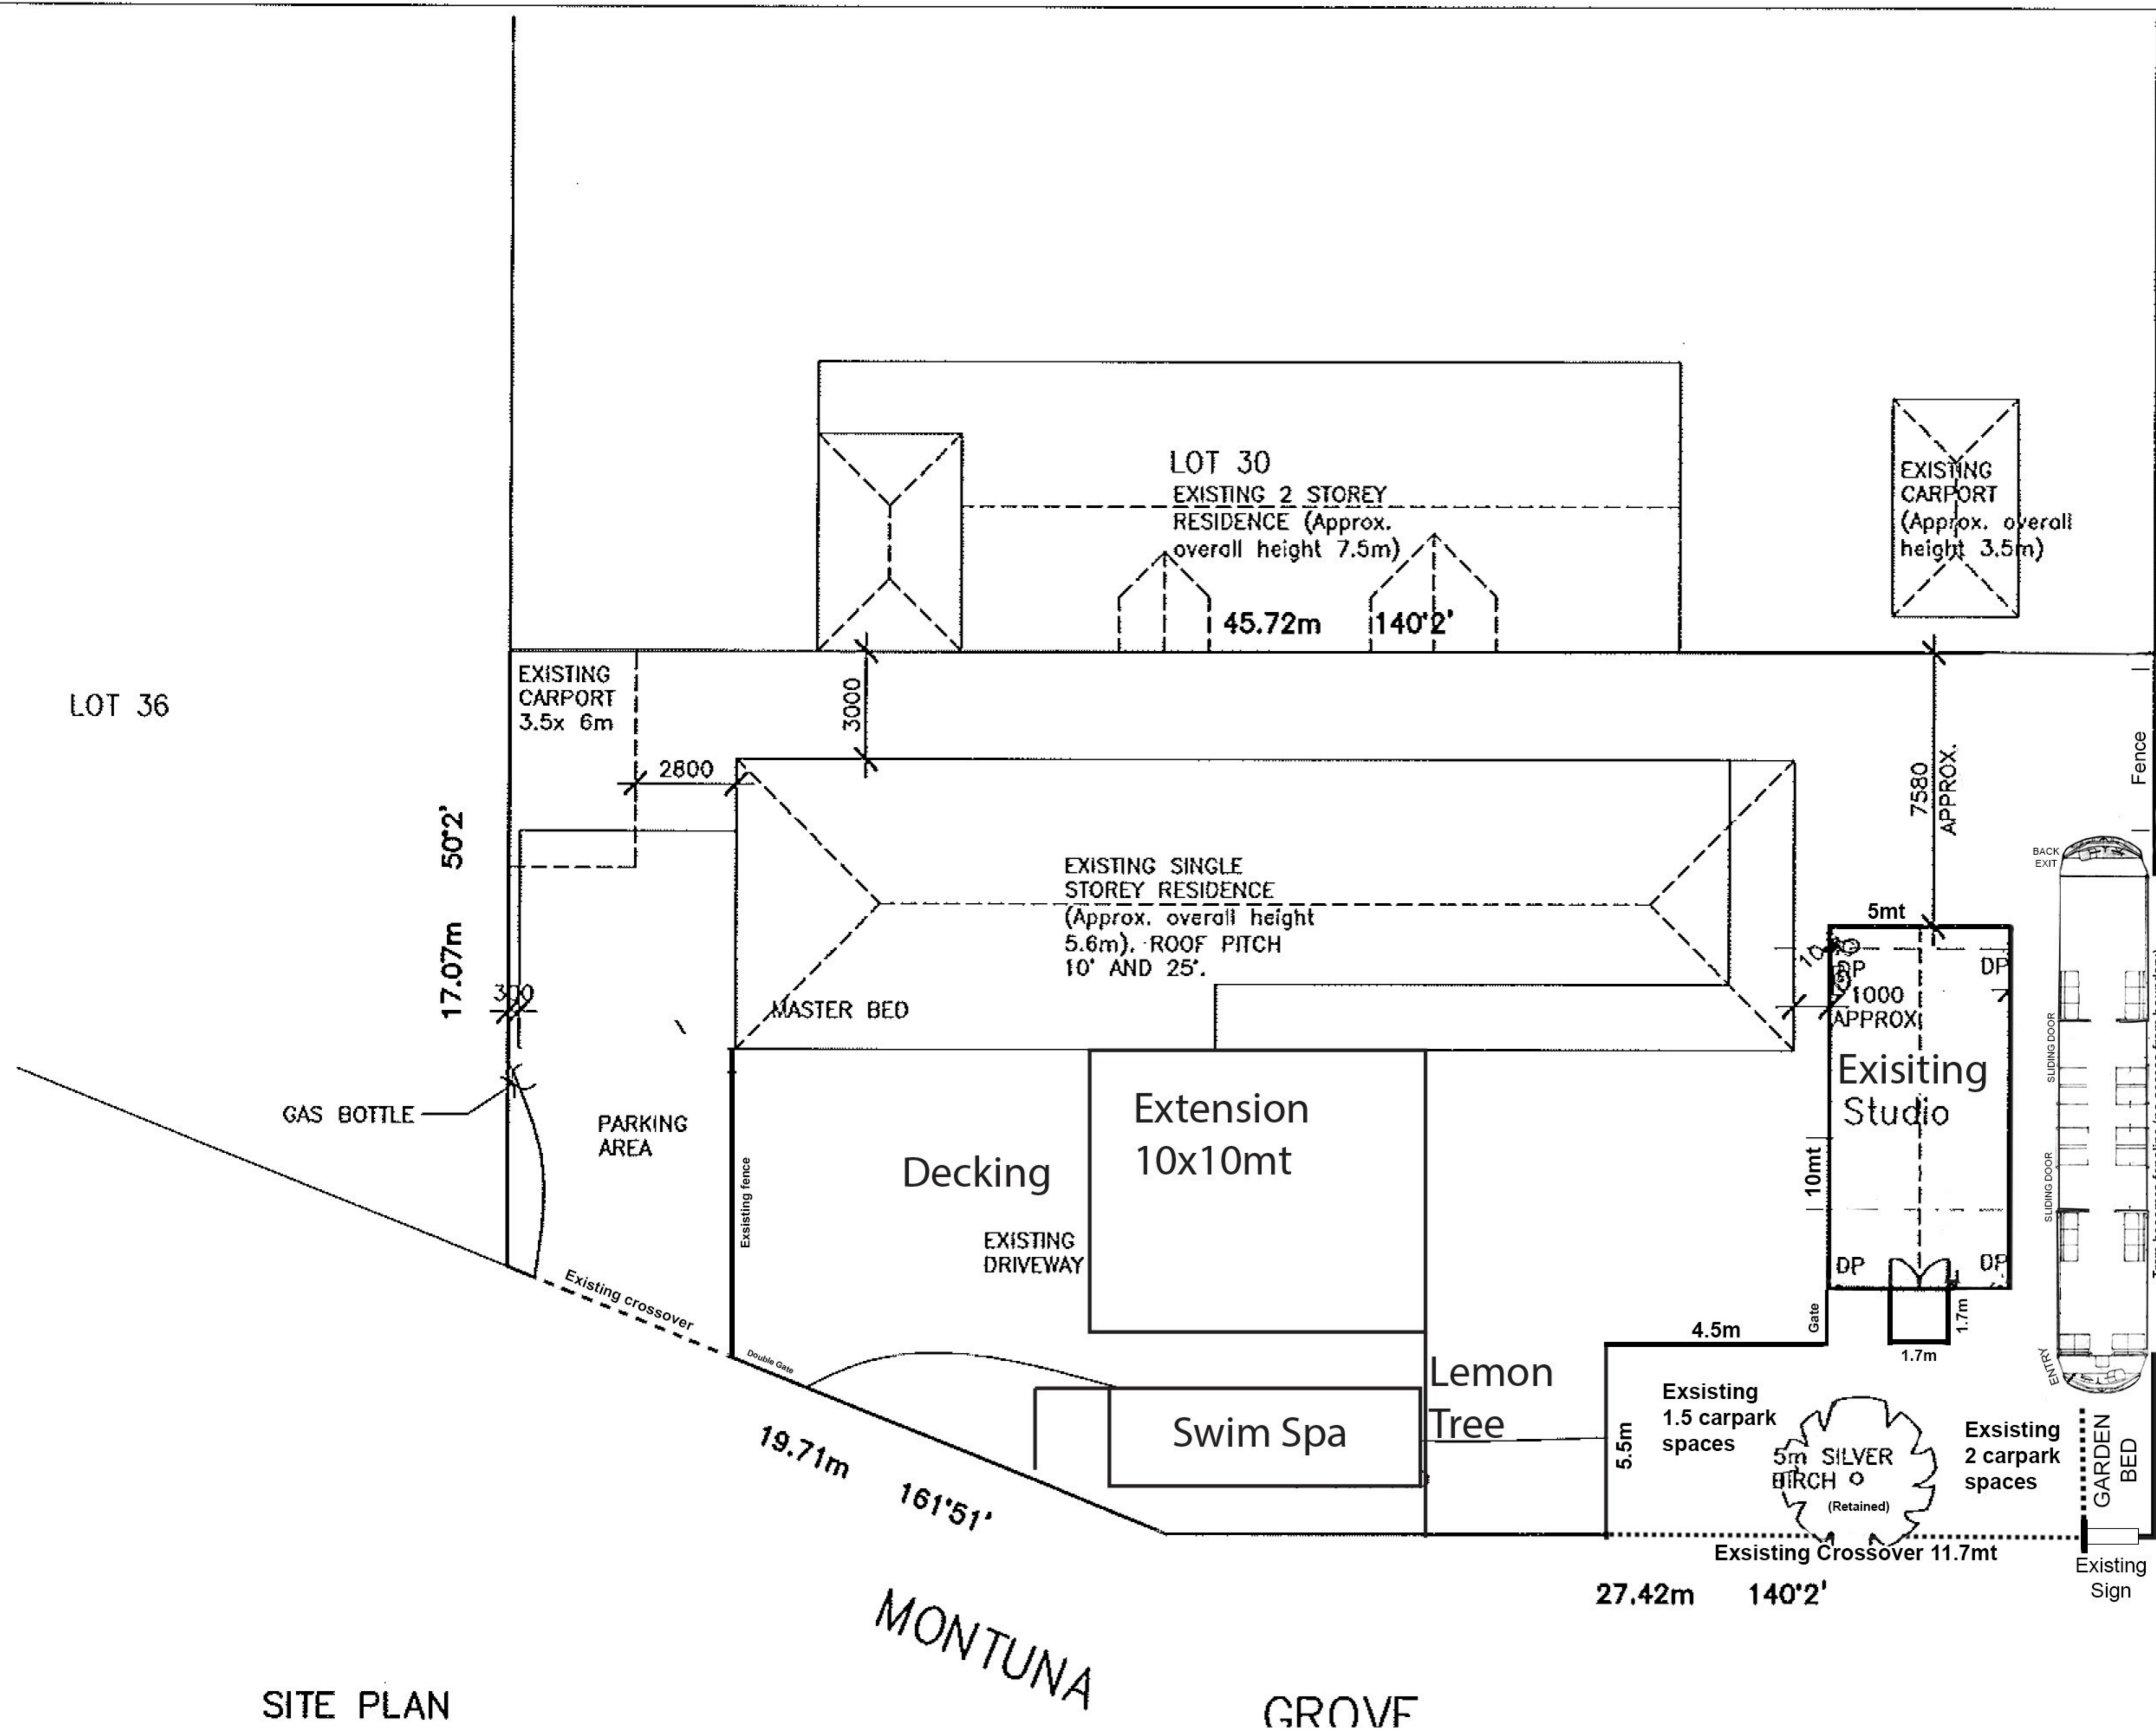 LOT 30
EXISTING 2 STOREY
RESIDENCE (Approx.
overall height 7.5m)
45.72m 140°2'
EXISTING
CARPORT
(Approx. overall
height 3.5m)
LOT 36
EXISTING
CARPORT
3.5x 6m
3000
2800
7580
APPROX.
Fence
17.07m 50°2'
EXISTING SINGLE
STOREY RESIDENCE
(Approx. overall height
5.6m). ROOF PITCH
10° AND 25°.
MASTER BED
300
GAS BOTTLE
PARKING
AREA
Exsisting fence
Decking
Extension
10x10mt
EXISTING
DRIVEWAY
5mt
DP
DP
1000
APPROX
Exisiting
Studio
10mt
DP
DP
BACK
EXIT
SLIDING DOOR
SLIDING DOOR
ENTRY
Gate
1.7m
1.7m
4.5m
5.5m
Existing crossover
Double Gate
Swim Spa
Lemon
Tree
Exsisting
1.5 carpark
spaces
5m SILVER
BIRCH
(Retained)
Exsisting
2 carpark
spaces
GARDEN
BED
Exsisting Crossover 11.7mt
Existing
Sign
19.71m 161°51'
27.42m 140°2'
MONTUNA
GROVE
SITE PLAN